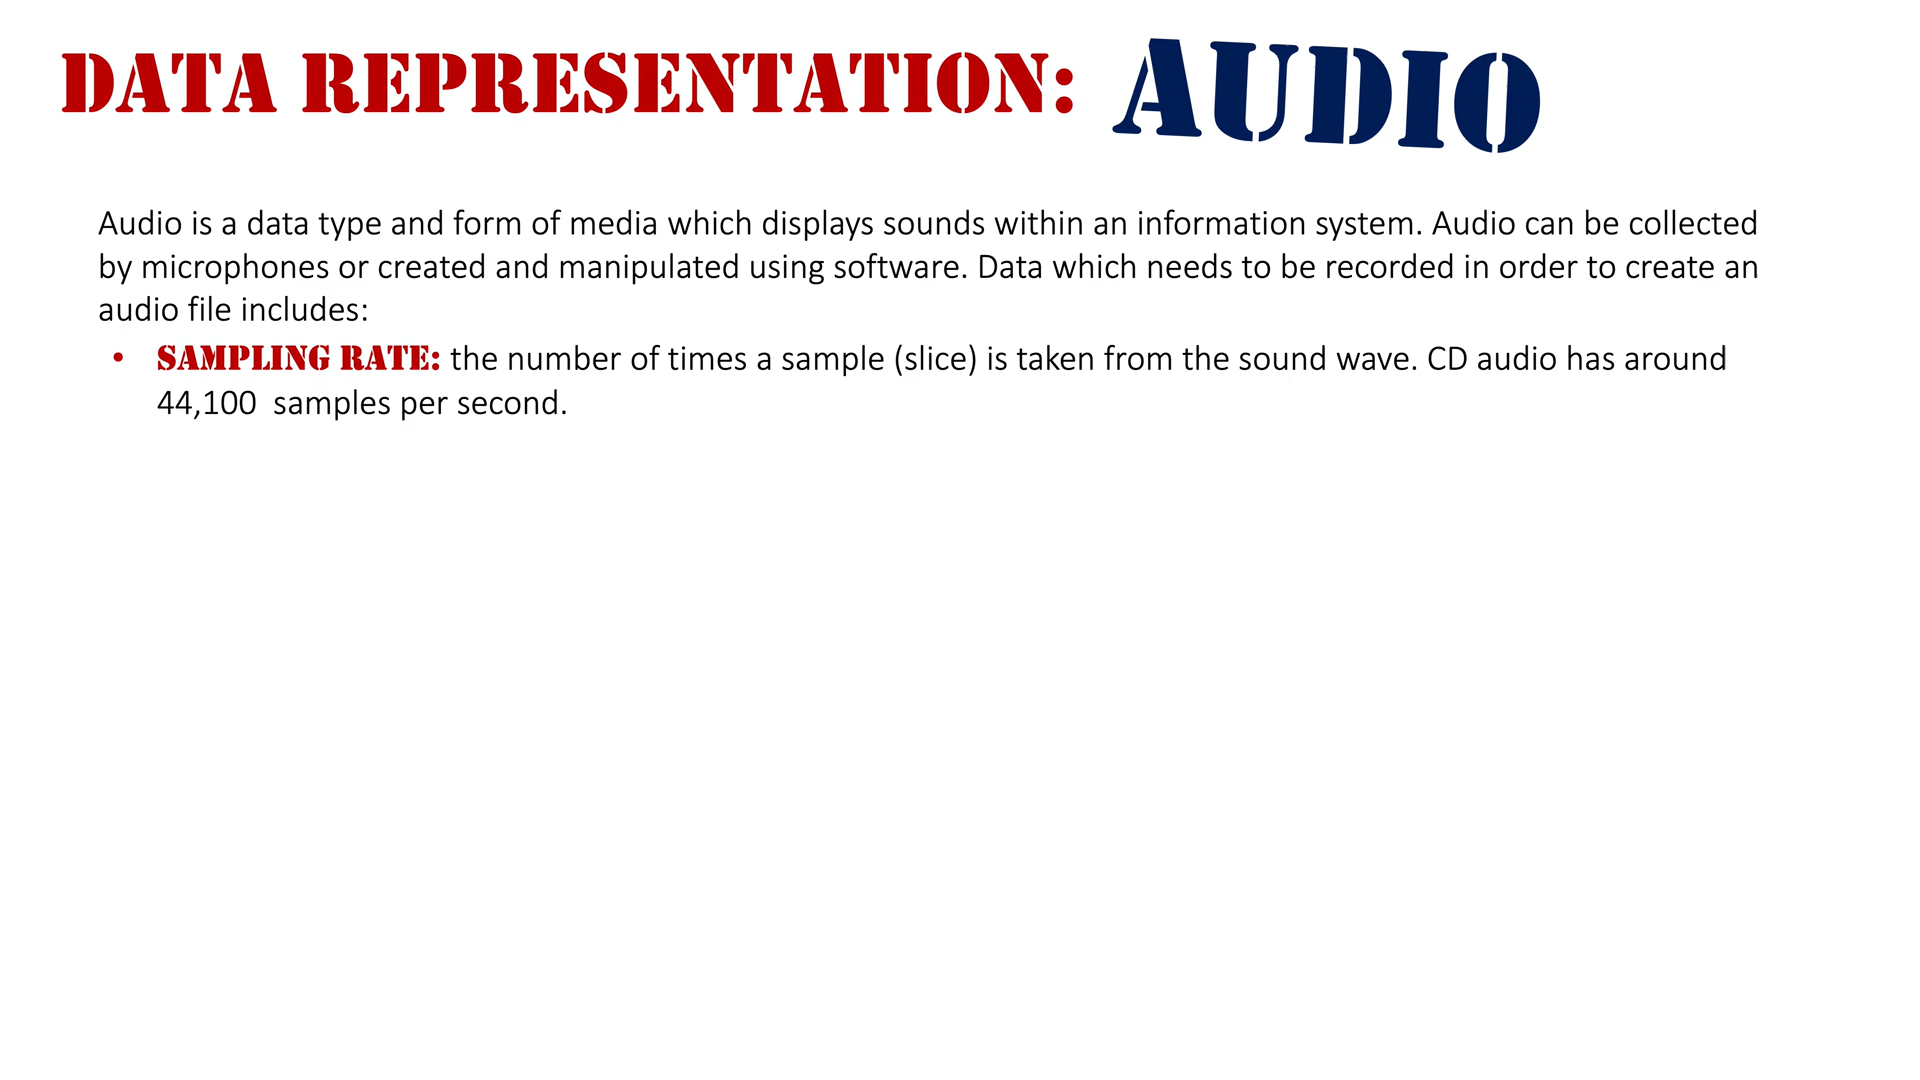 DATA REPRESENTATION: AUDIO
Audio is a data type and form of media which displays sounds within an information system. Audio can be collected
by microphones or created and manipulated using software. Data which needs to be recorded in order to create an
audio file includes:
• SAMPLING RATE: the number of times a sample (slice) is taken from the sound wave. CD audio has around
44,100  samples per second.